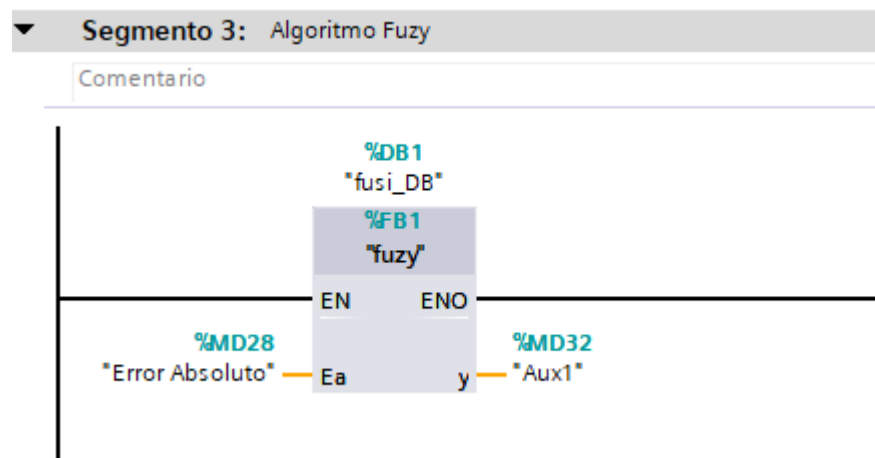 Segmento 3: Algoritmo Fuzy
Comentario
%DB1
"fusi_DB"
%FB1
"fuzy"
EN ENO
%MD28 %MD32
"Error Absoluto" Ea y "Aux1"